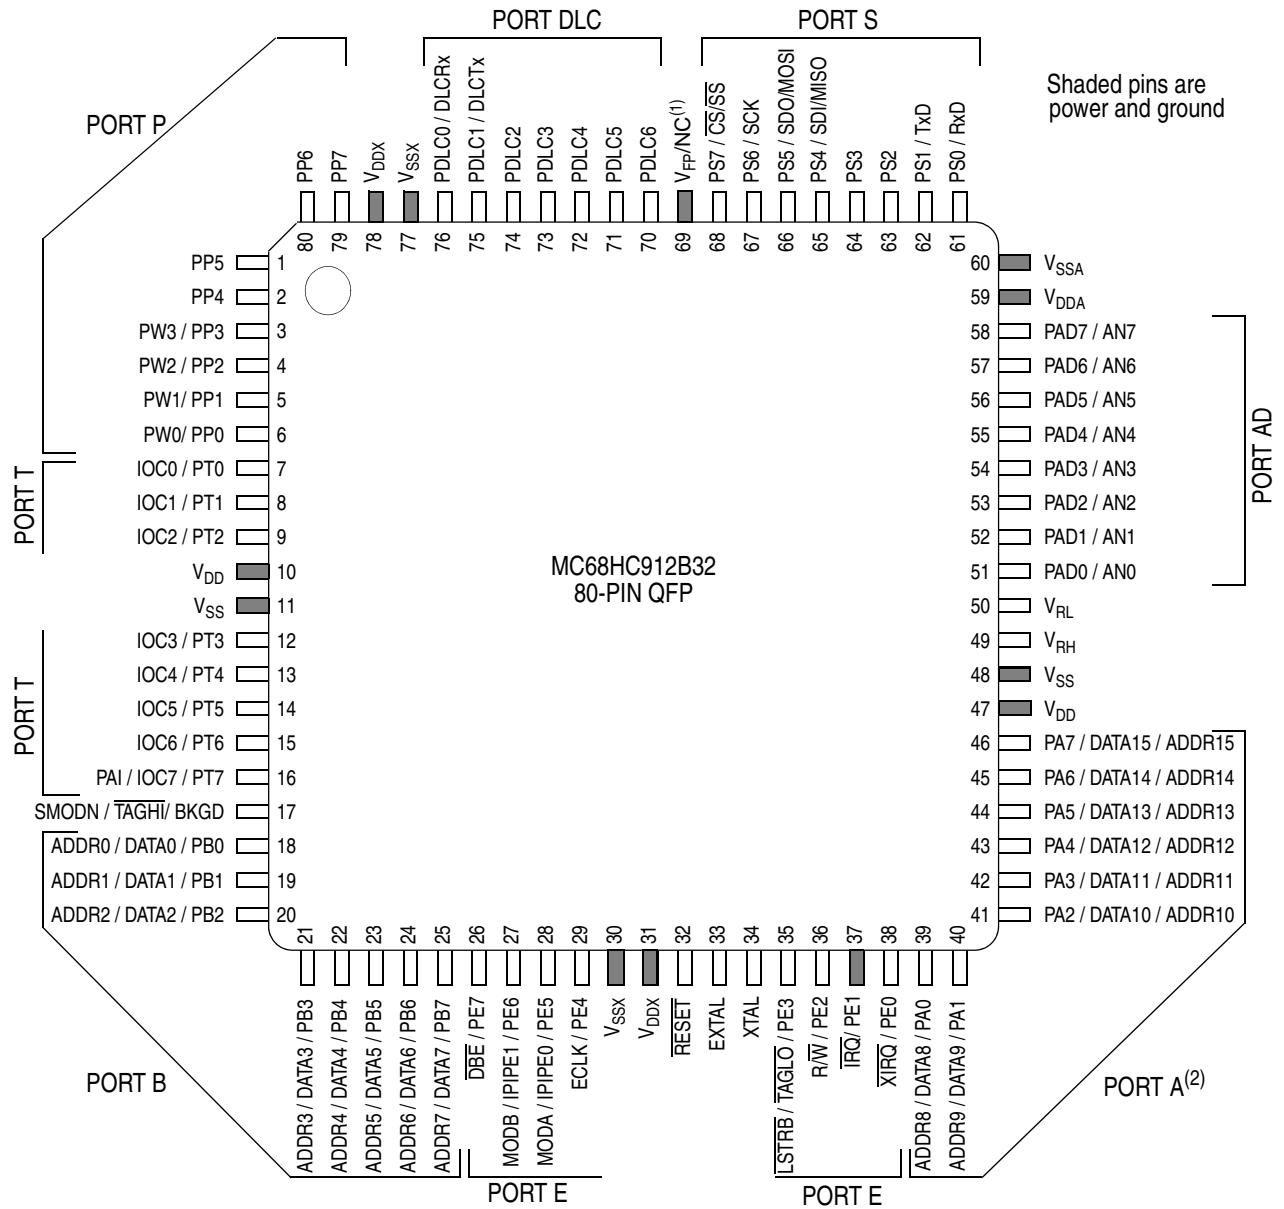 PORT DLC
PORT S
Shaded pins are
power and ground
PORT P
PP6
PP7
VDDX
VSSX
PDLC0 / DLCRx
PDLC1 / DLCTx
PDLC2
PDLC3
PDLC4
PDLC5
PDLC6
VFP/NC(1)
PS7 / CS/SS
PS6 / SCK
PS5 / SDO/MOSI
PS4 / SDI/MISO
PS3
PS2
PS1 / TxD
PS0 / RxD
80
79
78
77
76
75
74
73
72
71
70
69
68
67
66
65
64
63
62
61
PP5 1
PP4 2
PW3 / PP3 3
PW2 / PP2 4
PW1/ PP1 5
PW0/ PP0 6
PORT T
IOC0 / PT0 7
IOC1 / PT1 8
IOC2 / PT2 9
VDD 10
VSS 11
PORT T
IOC3 / PT3 12
IOC4 / PT4 13
IOC5 / PT5 14
IOC6 / PT6 15
PAI / IOC7 / PT7 16
SMODN / TAGHI/ BKGD 17
ADDR0 / DATA0 / PB0 18
ADDR1 / DATA1 / PB1 19
ADDR2 / DATA2 / PB2 20
MC68HC912B32
80-PIN QFP
60 VSSA
59 VDDA
58 PAD7 / AN7
57 PAD6 / AN6
56 PAD5 / AN5
55 PAD4 / AN4
54 PAD3 / AN3
53 PAD2 / AN2
52 PAD1 / AN1
51 PAD0 / AN0
PORT AD
50 VRL
49 VRH
48 VSS
47 VDD
46 PA7 / DATA15 / ADDR15
45 PA6 / DATA14 / ADDR14
44 PA5 / DATA13 / ADDR13
43 PA4 / DATA12 / ADDR12
42 PA3 / DATA11 / ADDR11
41 PA2 / DATA10 / ADDR10
21
22
23
24
25
26
27
28
29
30
31
32
33
34
35
36
37
38
39
40
ADDR3 / DATA3 / PB3
ADDR4 / DATA4 / PB4
ADDR5 / DATA5 / PB5
ADDR6 / DATA6 / PB6
ADDR7 / DATA7 / PB7
DBE / PE7
MODB / IPIPE1 / PE6
MODA / IPIPE0 / PE5
ECLK / PE4
VSSX
VDDX
RESET
EXTAL
XTAL
LSTRB / TAGLO / PE3
R/W / PE2
IRQ/ PE1
XIRQ / PE0
ADDR8 / DATA8 / PA0
ADDR9 / DATA9 / PA1
PORT B
PORT A(2)
PORT E
PORT E